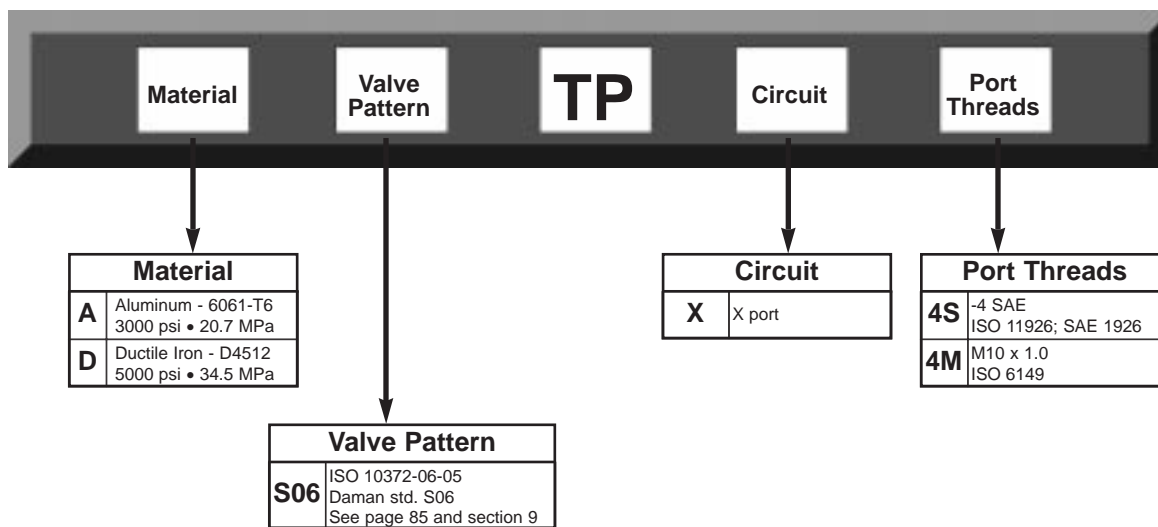 Material
Valve
Pattern
TP
Circuit
Port
Threads
Material
A
Aluminum - 6061-T6
3000 psi • 20.7 MPa
D
Ductile Iron - D4512
5000 psi • 34.5 MPa
Valve Pattern
S06
ISO 10372-06-05
Daman std. S06
See page 85 and section 9
Circuit
X
X port
Port Threads
4S
-4 SAE
ISO 11926; SAE 1926
4M
M10 x 1.0
ISO 6149